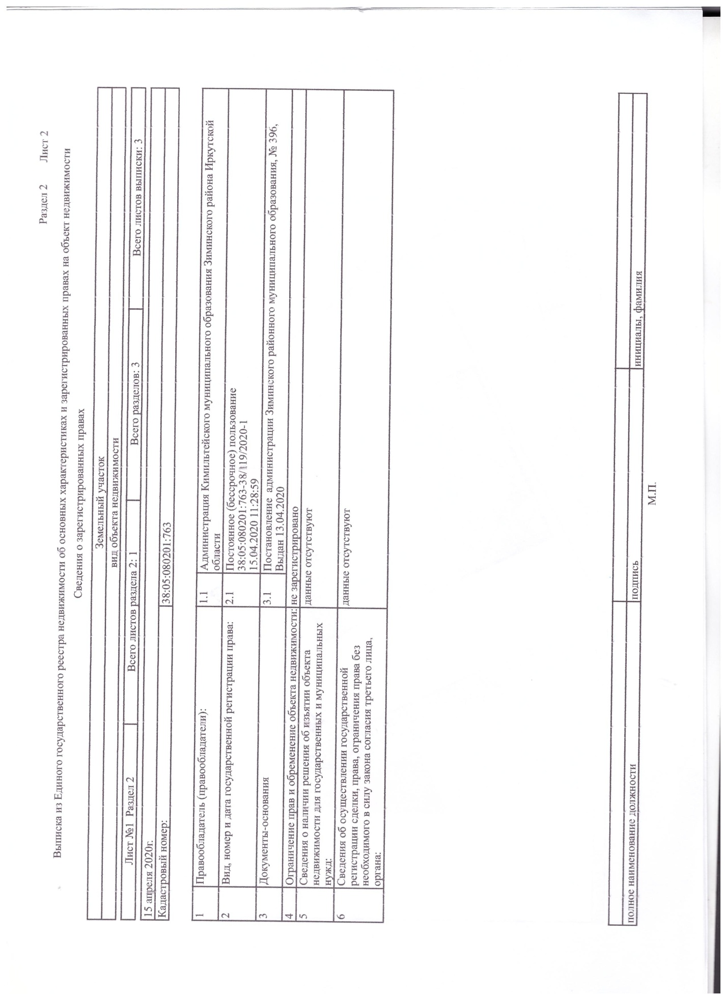 Раздел 2 Лист 2
Выписка из Единого государственного реестра недвижимости об основных характеристиках и зарегистрированных правах на объект недвижимости
Сведения о зарегистрированных правах
Земельный участок
вид объекта недвижимости
Лист №1 Раздел 2 Всего листов раздела 2: 1 Всего разделов: 3 Всего листов выписки: 3
15 апреля 2020г.
Кадастровый номер: 38:05:080201:763
1 Правообладатель (правообладатели): 1.1 Администрация Кимильтейского муниципального образования Зиминского района Иркутской
области
2 Вид, номер и дата государственной регистрации права: 2.1 Постоянное (бессрочное) пользование
38:05:080201:763-38/119/2020-1
15.04.2020 11:28:59
3 Документы-основания 3.1 Постановление администрации Зиминского районного муниципального образования, № 396,
Выдан 13.04.2020
4 Ограничение прав и обременение объекта недвижимости: не зарегистрировано
5 Сведения о наличии решения об изъятии объекта данные отсутствуют
недвижимости для государственных и муниципальных
нужд:
6 Сведения об осуществлении государственной данные отсутствуют
регистрации сделки, права, ограничения права без
необходимого в силу закона согласия третьего лица,
органа:
полное наименование должности подпись инициалы, фамилия
М.П.